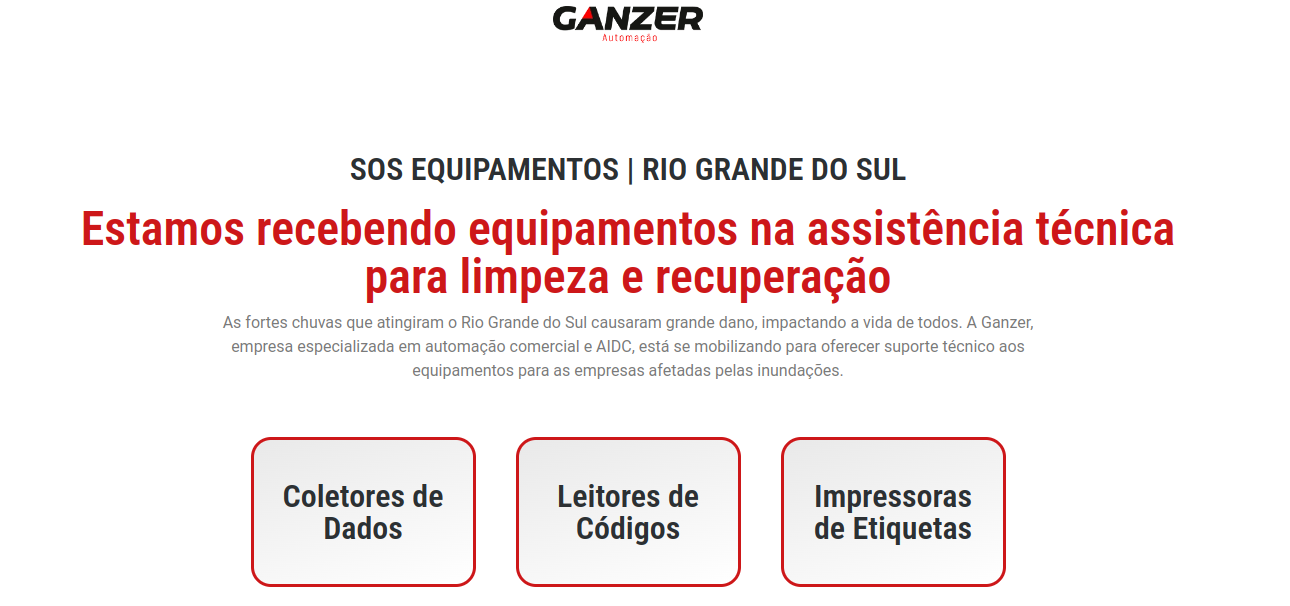 GANZER
Automação
SOS EQUIPAMENTOS | RIO GRANDE DO SUL
Estamos recebendo equipamentos na assistência técnica
para limpeza e recuperação
As fortes chuvas que atingiram o Rio Grande do Sul causaram grande dano, impactando a vida de todos. A Ganzer,
empresa especializada em automação comercial e AIDC, está se mobilizando para oferecer suporte técnico aos
equipamentos para as empresas afetadas pelas inundações.
Coletores de
Dados
Leitores de
Códigos
Impressoras
de Etiquetas